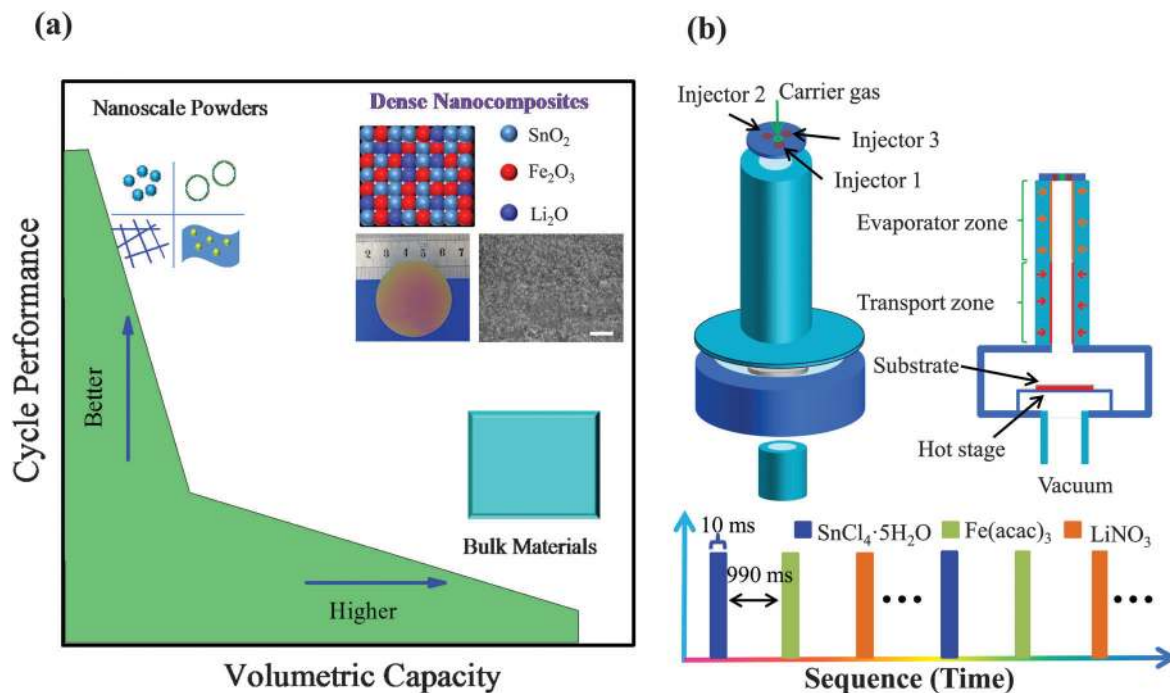 (a)
Nanoscale Powders
Dense Nanocomposites
SnO₂
Fe₂O₃
Li₂O
2 3 4 5 6 7
Cycle Performance
Better
Higher
Bulk Materials
Volumetric Capacity
(b)
Injector 2
Carrier gas
Injector 3
Injector 1
Evaporator zone
Transport zone
Substrate
Hot stage
Vacuum
10 ms
990 ms
SnCl₄·5H₂O
Fe(acac)₃
LiNO₃
Sequence (Time)